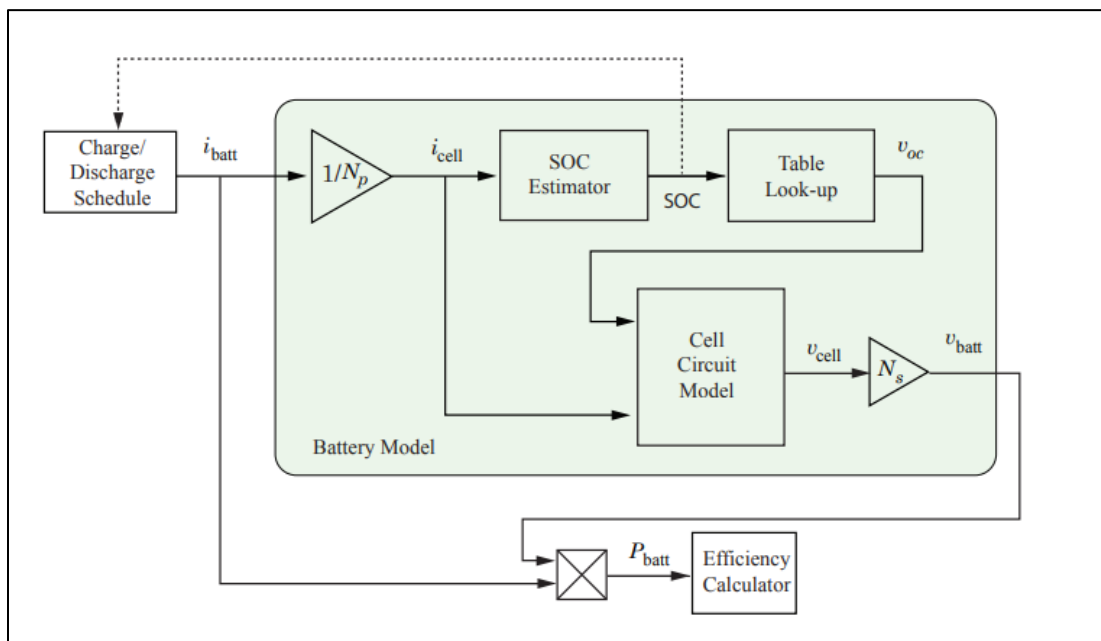 Charge/
Discharge
Schedule
i_batt
1/N_p
i_cell
SOC
Estimator
SOC
Table
Look-up
v_oc
Cell
Circuit
Model
v_cell
N_s
v_batt
Battery Model
P_batt
Efficiency
Calculator